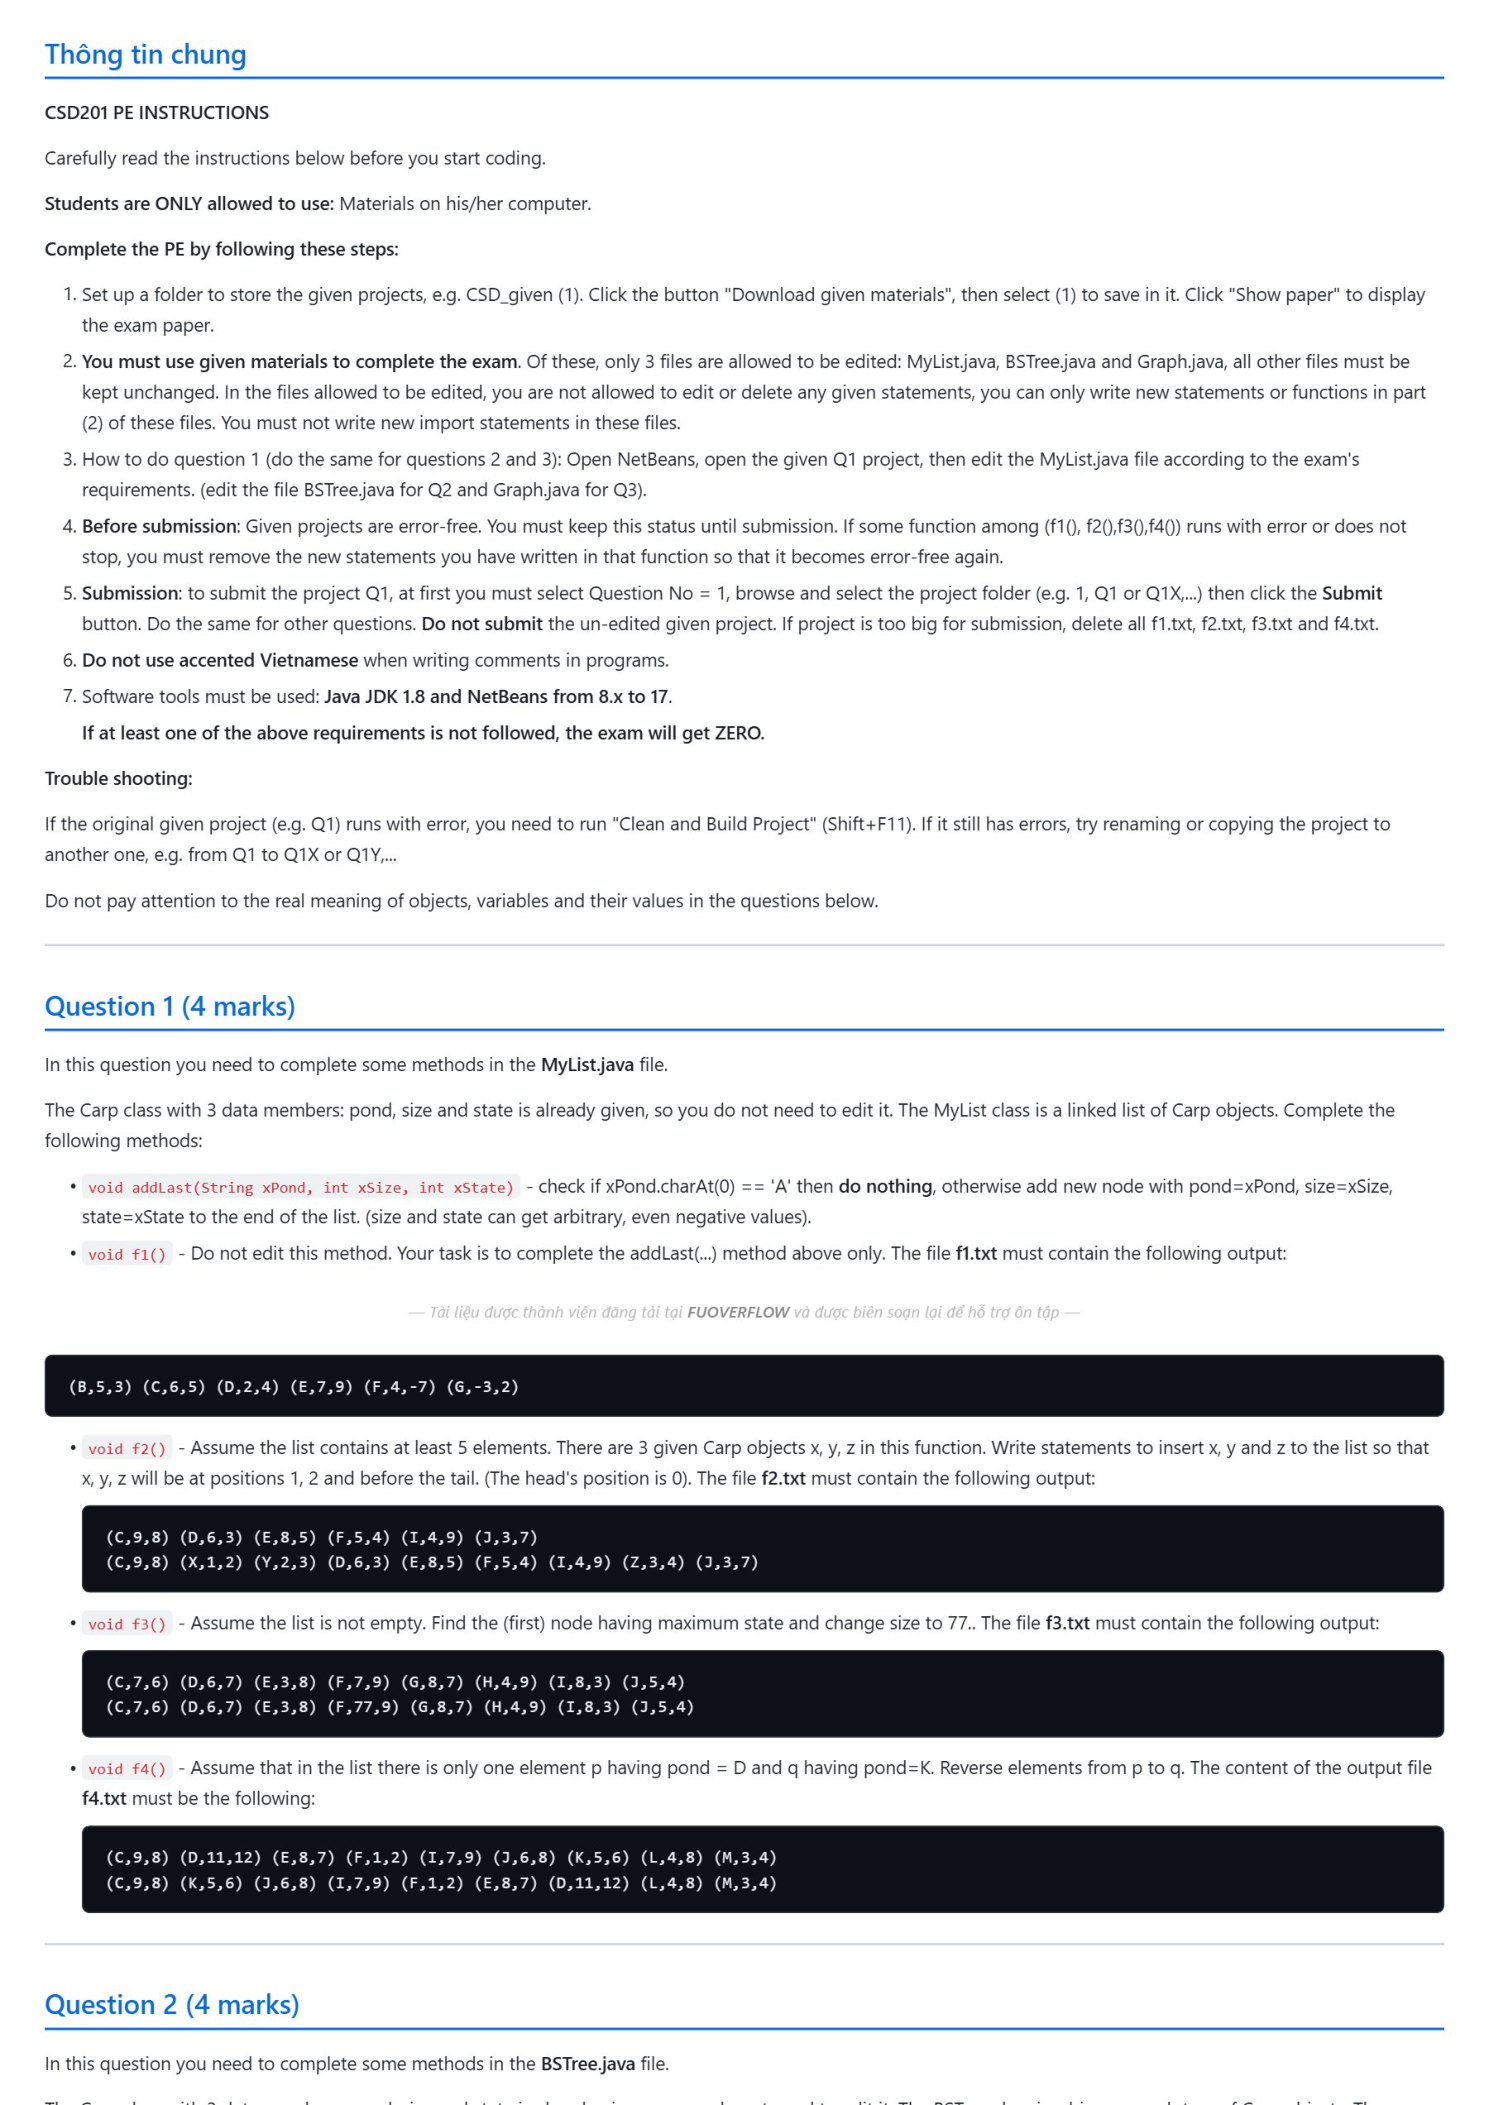 Thông tin chung
CSD201 PE INSTRUCTIONS
Carefully read the instructions below before you start coding.
Students are ONLY allowed to use: Materials on his/her computer.
Complete the PE by following these steps:
1. Set up a folder to store the given projects, e.g. CSD_given (1). Click the button "Download given materials", then select (1) to save in it. Click "Show paper" to display
the exam paper.
2. You must use given materials to complete the exam. Of these, only 3 files are allowed to be edited: MyList.java, BSTree.java and Graph.java, all other files must be
kept unchanged. In the files allowed to be edited, you are not allowed to edit or delete any given statements, you can only write new statements or functions in part
(2) of these files. You must not write new import statements in these files.
3. How to do question 1 (do the same for questions 2 and 3): Open NetBeans, open the given Q1 project, then edit the MyList.java file according to the exam's
requirements. (edit the file BSTree.java for Q2 and Graph.java for Q3).
4. Before submission: Given projects are error-free. You must keep this status until submission. If some function among (f1(), f2(),f3(),f4()) runs with error or does not
stop, you must remove the new statements you have written in that function so that it becomes error-free again.
5. Submission: to submit the project Q1, at first you must select Question No = 1, browse and select the project folder (e.g. 1, Q1 or Q1X,...) then click the Submit
button. Do the same for other questions. Do not submit the un-edited given project. If project is too big for submission, delete all f1.txt, f2.txt, f3.txt and f4.txt.
6. Do not use accented Vietnamese when writing comments in programs.
7. Software tools must be used: Java JDK 1.8 and NetBeans from 8.x to 17.
If at least one of the above requirements is not followed, the exam will get ZERO.
Trouble shooting:
If the original given project (e.g. Q1) runs with error, you need to run "Clean and Build Project" (Shift+F11). If it still has errors, try renaming or copying the project to
another one, e.g. from Q1 to Q1X or Q1Y,...
Do not pay attention to the real meaning of objects, variables and their values in the questions below.
Question 1 (4 marks)
In this question you need to complete some methods in the MyList.java file.
The Carp class with 3 data members: pond, size and state is already given, so you do not need to edit it. The MyList class is a linked list of Carp objects. Complete the
following methods:
• void addLast(String xPond, int xSize, int xState) - check if xPond.charAt(0) == 'A' then do nothing, otherwise add new node with pond=xPond, size=xSize,
state=xState to the end of the list. (size and state can get arbitrary, even negative values).
• void f1() - Do not edit this method. Your task is to complete the addLast(...) method above only. The file f1.txt must contain the following output:
— Tài liệu được thành viên đăng tải tại FUOVERFLOW và được biên soạn lại để hỗ trợ ôn tập —
(B,5,3) (C,6,5) (D,2,4) (E,7,9) (F,4,-7) (G,-3,2)
• void f2() - Assume the list contains at least 5 elements. There are 3 given Carp objects x, y, z in this function. Write statements to insert x, y and z to the list so that
x, y, z will be at positions 1, 2 and before the tail. (The head's position is 0). The file f2.txt must contain the following output:
(C,9,8) (D,6,3) (E,8,5) (F,5,4) (I,4,9) (J,3,7)
(C,9,8) (X,1,2) (Y,2,3) (D,6,3) (E,8,5) (F,5,4) (I,4,9) (Z,3,4) (J,3,7)
• void f3() - Assume the list is not empty. Find the (first) node having maximum state and change size to 77.. The file f3.txt must contain the following output:
(C,7,6) (D,6,7) (E,3,8) (F,7,9) (G,8,7) (H,4,9) (I,8,3) (J,5,4)
(C,7,6) (D,6,7) (E,3,8) (F,77,9) (G,8,7) (H,4,9) (I,8,3) (J,5,4)
• void f4() - Assume that in the list there is only one element p having pond = D and q having pond=K. Reverse elements from p to q. The content of the output file
f4.txt must be the following:
(C,9,8) (D,11,12) (E,8,7) (F,1,2) (I,7,9) (J,6,8) (K,5,6) (L,4,8) (M,3,4)
(C,9,8) (K,5,6) (J,6,8) (I,7,9) (F,1,2) (E,8,7) (D,11,12) (L,4,8) (M,3,4)
Question 2 (4 marks)
In this question you need to complete some methods in the BSTree.java file.